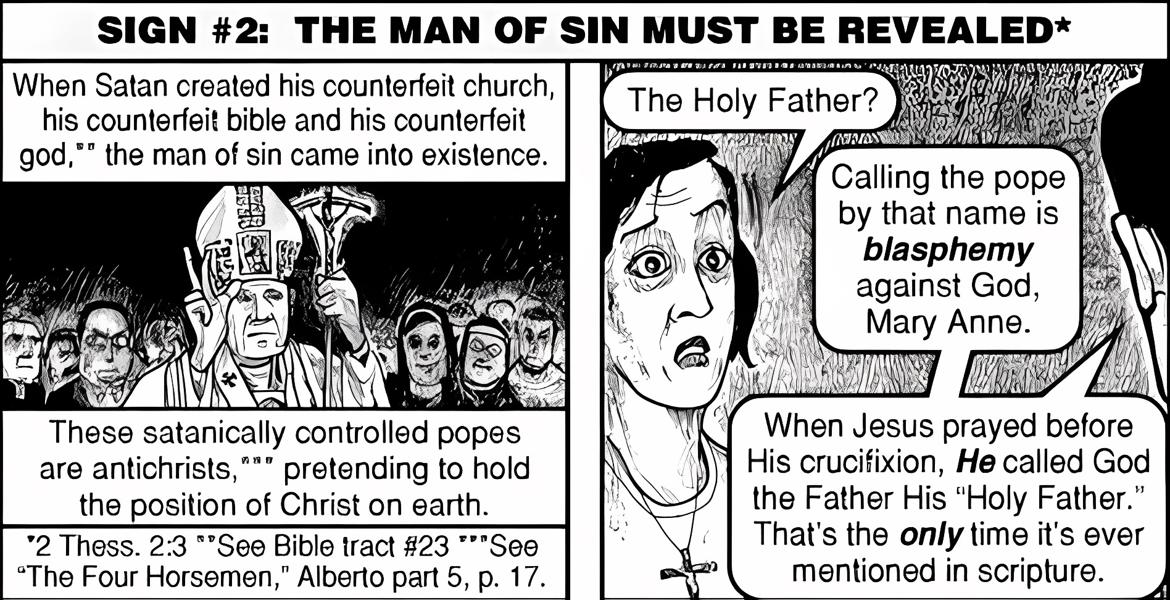 SIGN #2: THE MAN OF SIN MUST BE REVEALED*
When Satan created his counterfeit church,
his counterfeit bible and his counterfeit
god,** the man of sin came into existence.
These satanically controlled popes
are antichrists,*** pretending to hold
the position of Christ on earth.
*2 Thess. 2:3 **See Bible tract #23 ***See
“The Four Horsemen,” Alberto part 5, p. 17.
The Holy Father?
Calling the pope
by that name is
blasphemy
against God,
Mary Anne.
When Jesus prayed before
His crucifixion, He called God
the Father His “Holy Father.”
That's the only time it's ever
mentioned in scripture.